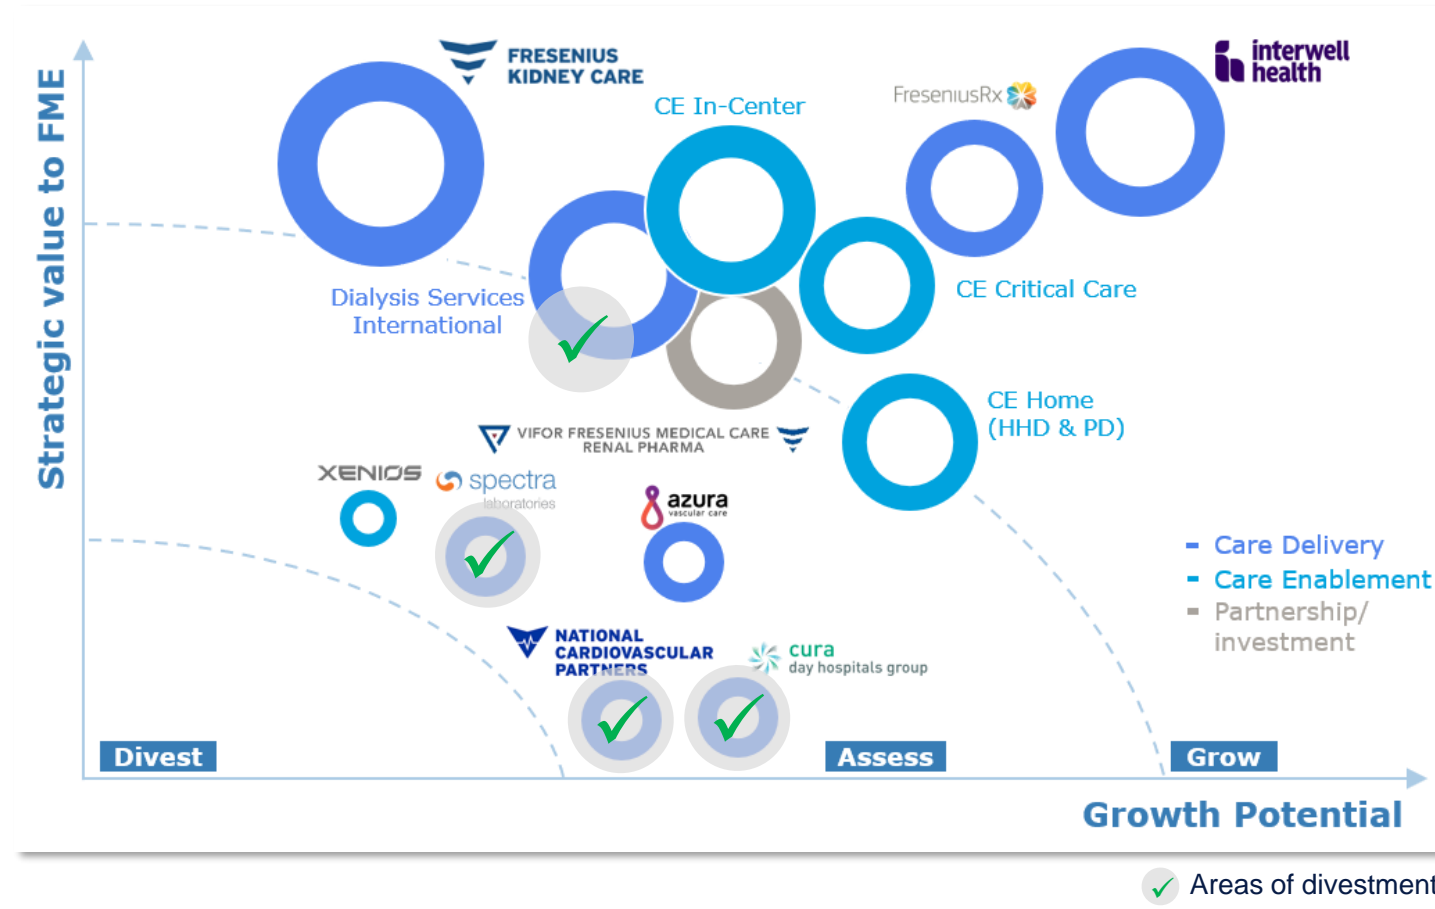 Strategic value to FME
FRESENIUS
KIDNEY CARE
interwell
health
FreseniusRx
CE In-Center
Dialysis Services
International
CE Critical Care
CE Home
(HHD & PD)
VIFOR FRESENIUS MEDICAL CARE
RENAL PHARMA
XENIOS
spectra
laboratories
azura
vascular care
NATIONAL
CARDIOVASCULAR
PARTNERS
cura
day hospitals group
Care Delivery
Care Enablement
Partnership/
investment
Divest
Assess
Grow
Growth Potential
Areas of divestment